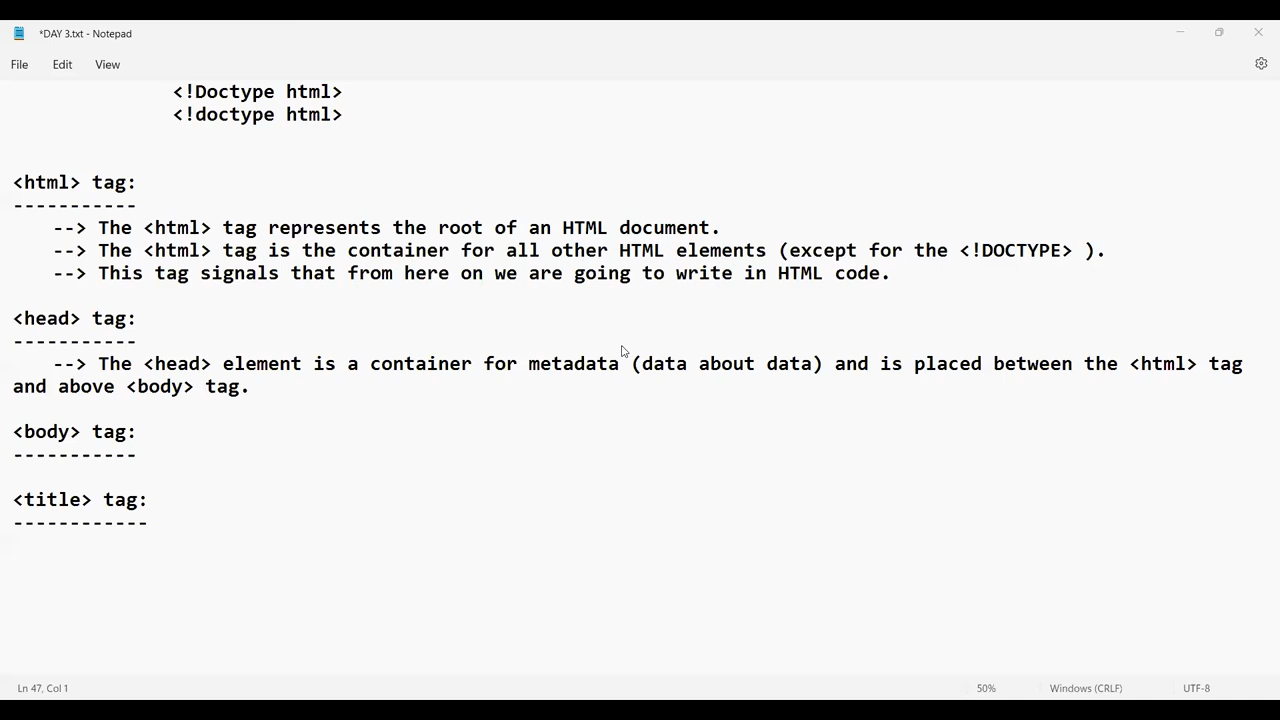 *DAY 3.txt - Notepad
File Edit View
<!Doctype html>
<!doctype html>
<html> tag:
-----------
--> The <html> tag represents the root of an HTML document.
--> The <html> tag is the container for all other HTML elements (except for the <!DOCTYPE> ).
--> This tag signals that from here on we are going to write in HTML code.
<head> tag:
-----------
--> The <head> element is a container for metadata (data about data) and is placed between the <html> tag
and above <body> tag.
<body> tag:
-----------
<title> tag:
------------
Ln 47, Col 1 50% Windows (CRLF) UTF-8